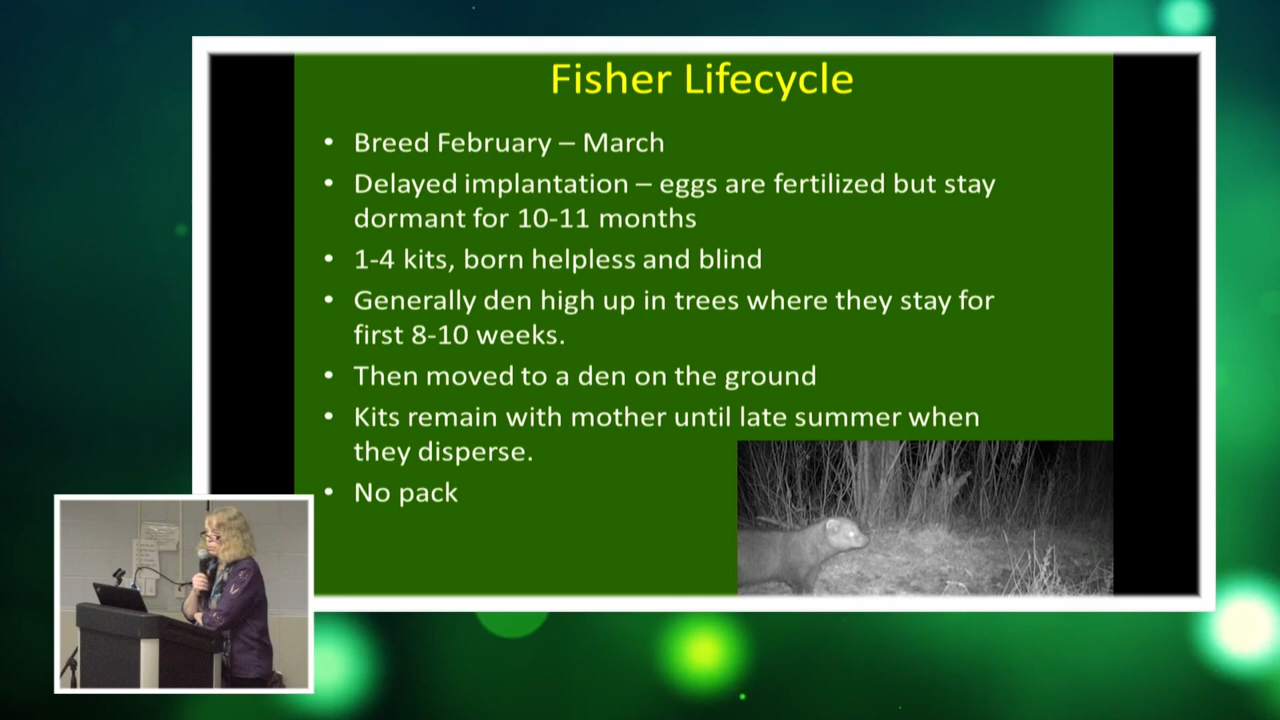 Fisher Lifecycle
• Breed February – March
• Delayed implantation – eggs are fertilized but stay
dormant for 10-11 months
• 1-4 kits, born helpless and blind
• Generally den high up in trees where they stay for
first 8-10 weeks.
• Then moved to a den on the ground
• Kits remain with mother until late summer when
they disperse.
• No pack